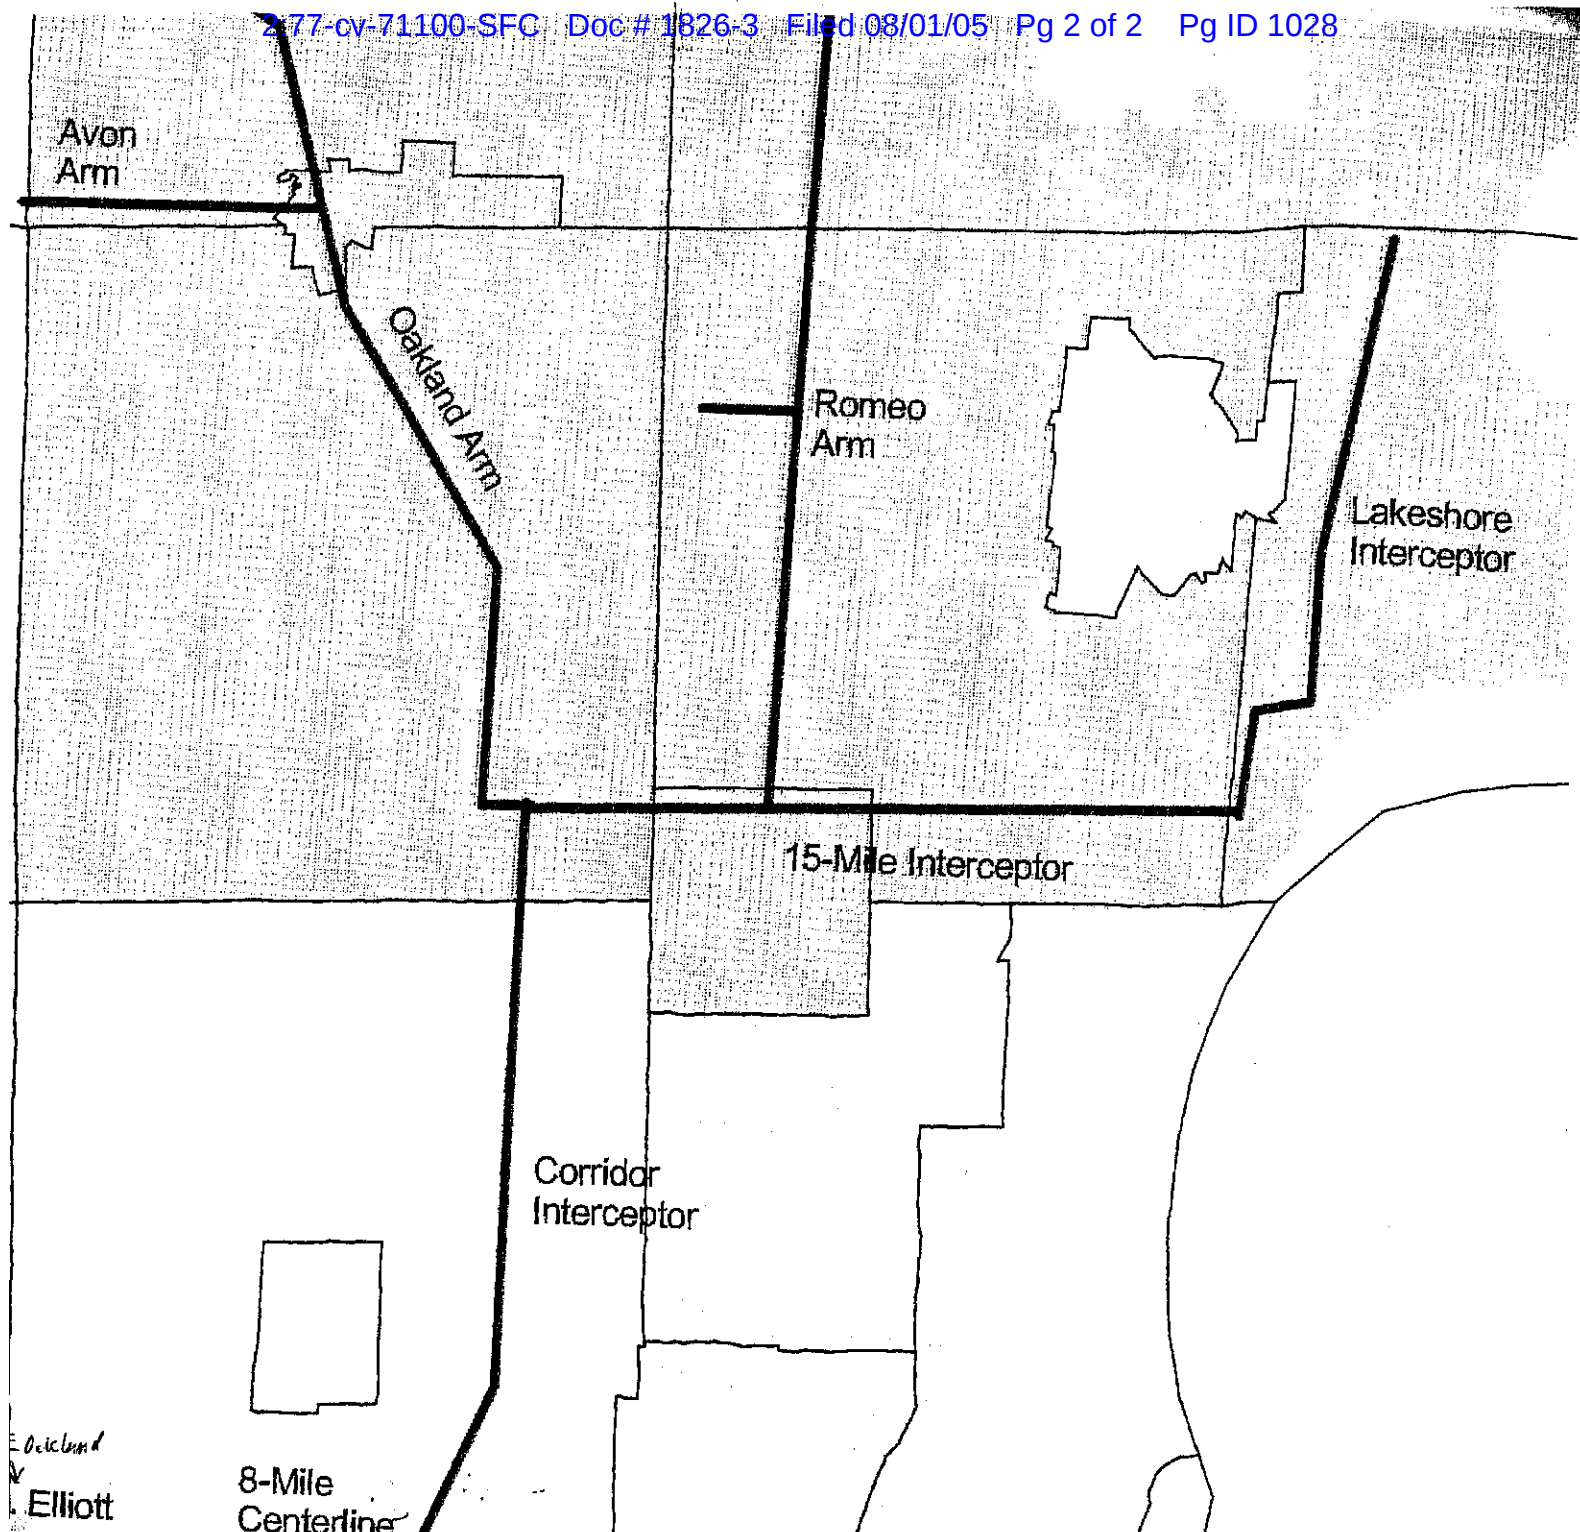 2:77-cv-71100-SFC Doc # 1826-3 Filed 08/01/05 Pg 2 of 2 Pg ID 1028
Avon
Arm
Oakland Arm
Romeo
Arm
Lakeshore
Interceptor
15-Mile Interceptor
Corridor
Interceptor
Oakland
Elliott
8-Mile
Centerline